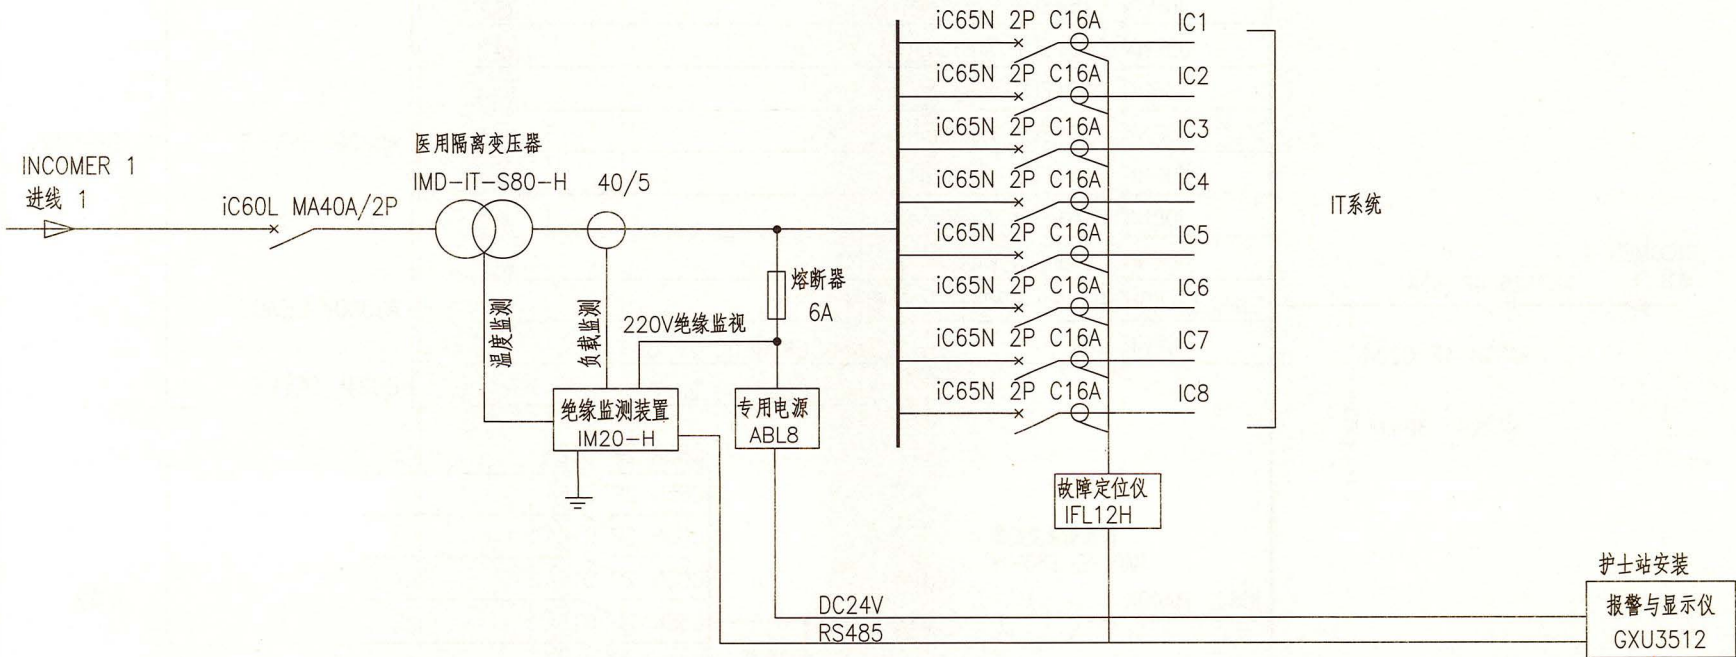 INCOMER 1
进线 1
iC60L MA40A/2P
医用隔离变压器
IMD-IT-S80-H
40/5
温度监测
负载监测
220V绝缘监视
熔断器
6A
绝缘监测装置
IM20-H
专用电源
ABL8
iC65N 2P C16A IC1
iC65N 2P C16A IC2
iC65N 2P C16A IC3
iC65N 2P C16A IC4
iC65N 2P C16A IC5
iC65N 2P C16A IC6
iC65N 2P C16A IC7
iC65N 2P C16A IC8
IT系统
故障定位仪
IFL12H
DC24V
RS485
护士站安装
报警与显示仪
GXU3512